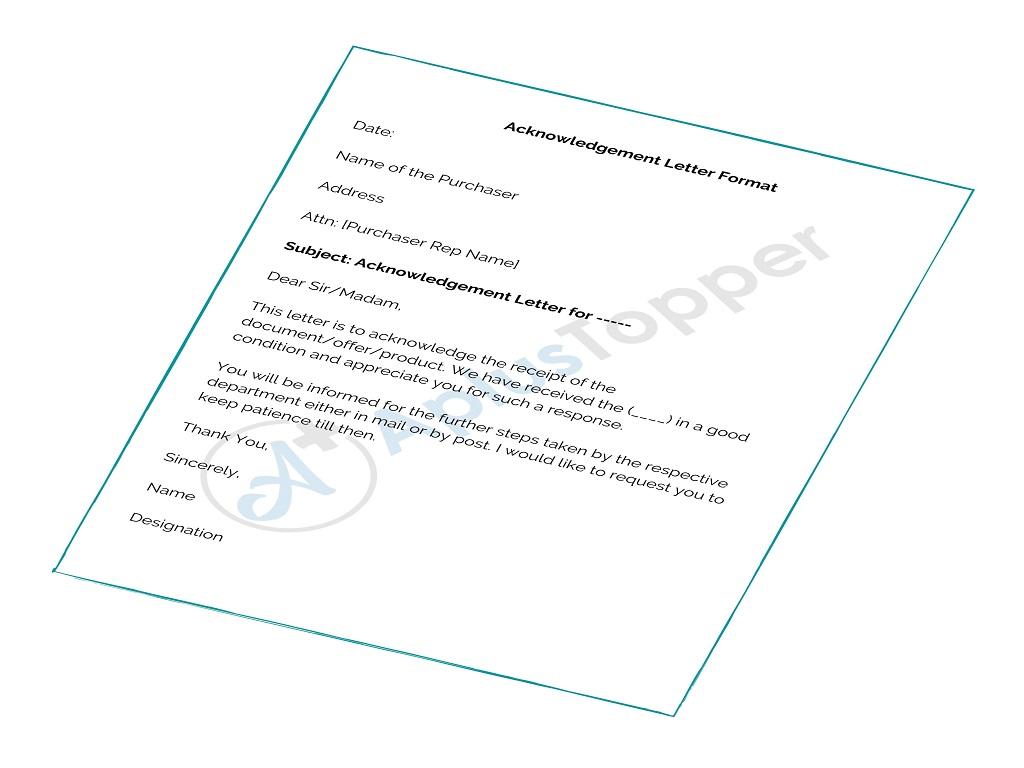 Acknowledgement Letter Format
Date:
Name of the Purchaser
Address
Attn: [Purchaser Rep Name]
Subject: Acknowledgement Letter for -----
Dear Sir/Madam,
This letter is to acknowledge the receipt of the
document/offer/product. We have received the (_____) in a good
condition and appreciate you for such a response.
You will be informed for the further steps taken by the respective
department either in mail or by post. I would like to request you to
keep patience till then.
Thank You,
Sincerely,
Name
Designation
A+ AplusTopper